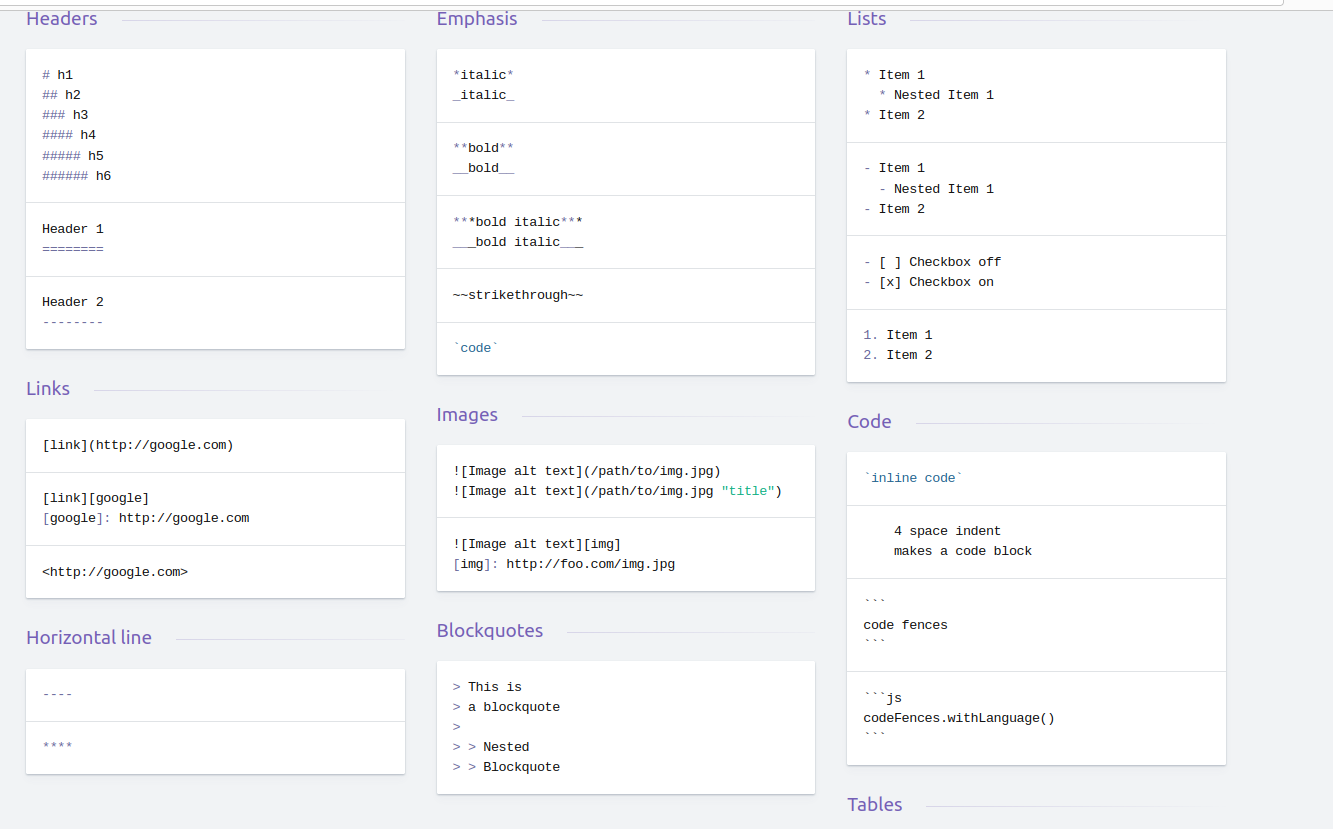 Headers
# h1
## h2
### h3
#### h4
##### h5
###### h6
Header 1
========
Header 2
--------
Links
[link](http://google.com)
[link][google]
[google]: http://google.com
<http://google.com>
Horizontal line
----
****
Emphasis
*italic*
_italic_
**bold**
__bold__
***bold italic***
___bold italic___
~~strikethrough~~
`code`
Images
![Image alt text](/path/to/img.jpg)
![Image alt text](/path/to/img.jpg "title")
![Image alt text][img]
[img]: http://foo.com/img.jpg
Blockquotes
> This is
> a blockquote
>
> > Nested
> > Blockquote
Lists
* Item 1
  * Nested Item 1
* Item 2
- Item 1
  - Nested Item 1
- Item 2
- [ ] Checkbox off
- [x] Checkbox on
1. Item 1
2. Item 2
Code
`inline code`
    4 space indent
    makes a code block
```
code fences
```
```js
codeFences.withLanguage()
```
Tables